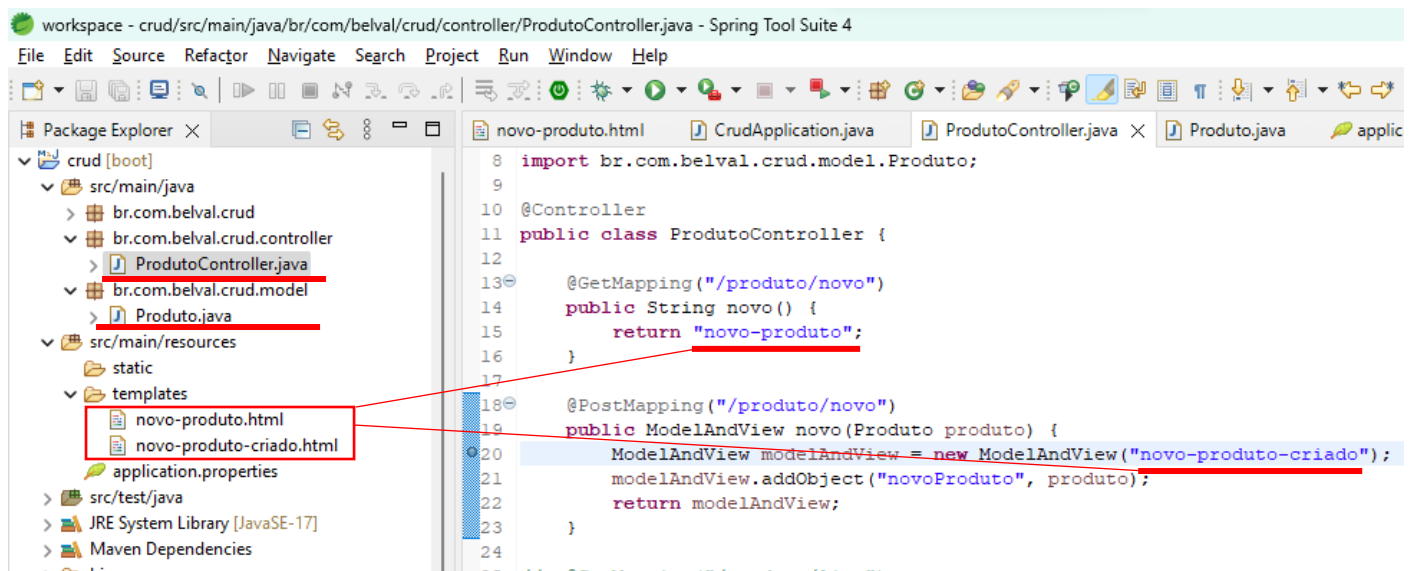 workspace - crud/src/main/java/br/com/belval/crud/controller/ProdutoController.java - Spring Tool Suite 4
File Edit Source Refactor Navigate Search Project Run Window Help
Package Explorer
crud [boot]
src/main/java
br.com.belval.crud
br.com.belval.crud.controller
ProdutoController.java
br.com.belval.crud.model
Produto.java
src/main/resources
static
templates
novo-produto.html
novo-produto-criado.html
application.properties
src/test/java
JRE System Library [JavaSE-17]
Maven Dependencies
novo-produto.html CrudApplication.java ProdutoController.java Produto.java applic
8 import br.com.belval.crud.model.Produto;
9
10 @Controller
11 public class ProdutoController {
12
13 @GetMapping("/produto/novo")
14 public String novo() {
15 return "novo-produto";
16 }
17
18 @PostMapping("/produto/novo")
19 public ModelAndView novo(Produto produto) {
20 ModelAndView modelAndView = new ModelAndView("novo-produto-criado");
21 modelAndView.addObject("novoProduto", produto);
22 return modelAndView;
23 }
24